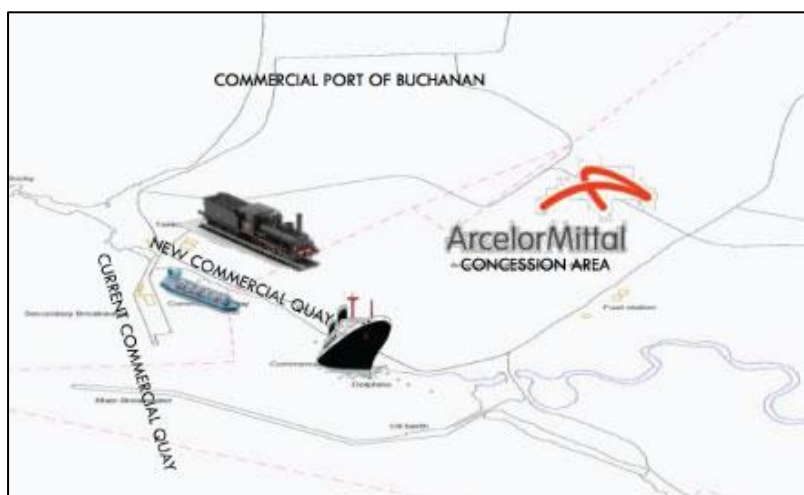 COMMERCIAL PORT OF BUCHANAN
ArcelorMittal
CONCESSION AREA
NEW COMMERCIAL QUAY
CURRENT COMMERCIAL QUAY
Fuel station
Secondary Breakwater
Dolphins
Main Breakwater
Oil berth